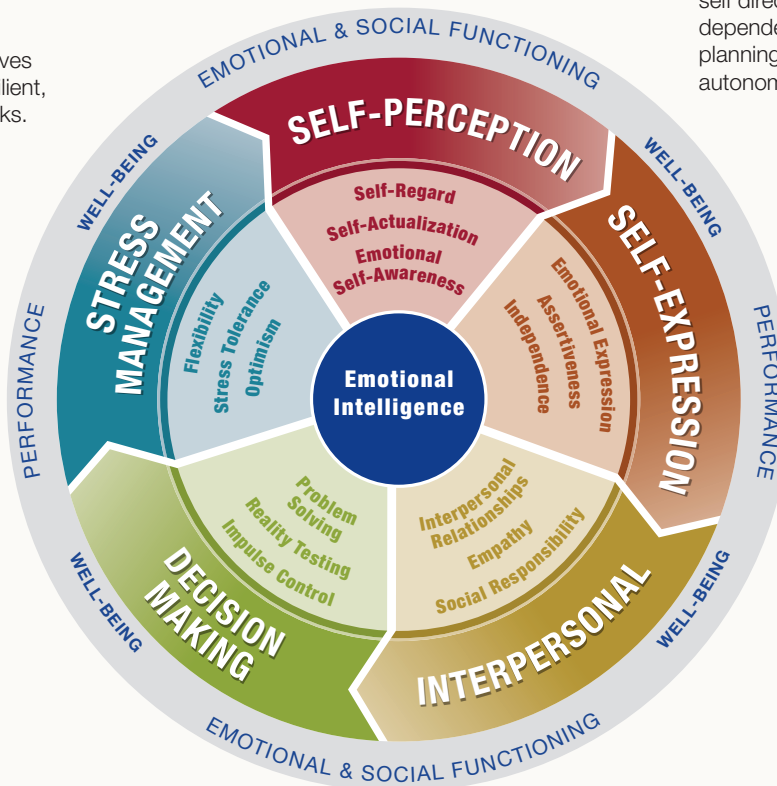 ves
lient,
ks.
self direc
depende
planning
autonom
EMOTIONAL & SOCIAL FUNCTIONING
WELL-BEING
WELL-BEING
PERFORMANCE
PERFORMANCE
WELL-BEING
WELL-BEING
EMOTIONAL & SOCIAL FUNCTIONING
SELF-PERCEPTION
Self-Regard
Self-Actualization
Emotional
Self-Awareness
SELF-EXPRESSION
Emotional Expression
Assertiveness
Independence
INTERPERSONAL
Interpersonal
Relationships
Empathy
Social Responsibility
DECISION
MAKING
Problem
Solving
Reality Testing
Impulse Control
STRESS
MANAGEMENT
Flexibility
Stress Tolerance
Optimism
Emotional
Intelligence